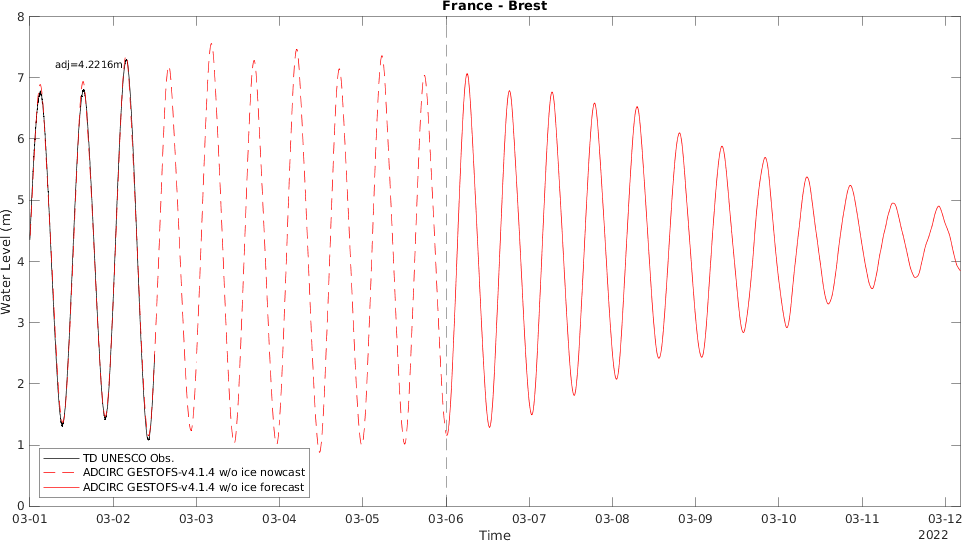 France - Brest
8
adj=4.2216m
7
6
5
4
3
2
1
0
Water Level (m)
TD UNESCO Obs.
ADCIRC GESTOFS-v4.1.4 w/o ice nowcast
ADCIRC GESTOFS-v4.1.4 w/o ice forecast
03-01 03-02 03-03 03-04 03-05 03-06 03-07 03-08 03-09 03-10 03-11 03-12
Time
2022